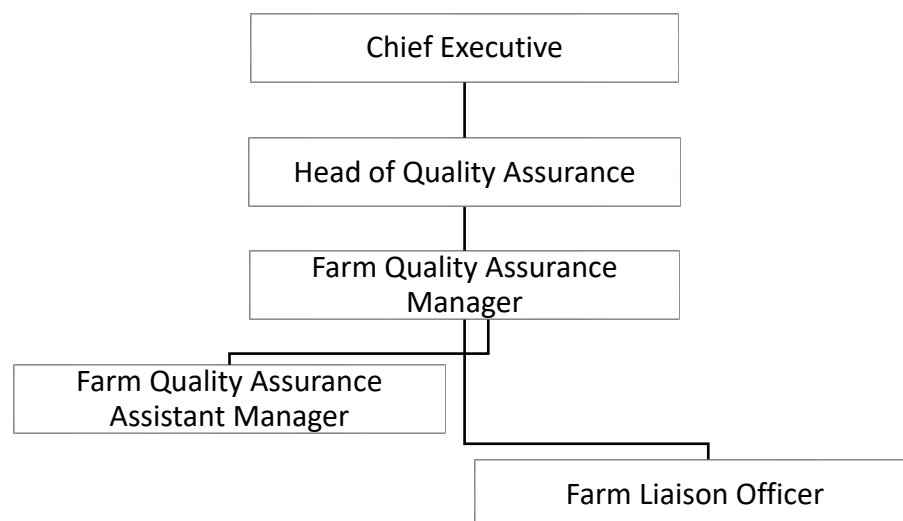 Chief Executive
Head of Quality Assurance
Farm Quality Assurance
Manager
Farm Quality Assurance
Assistant Manager
Farm Liaison Officer